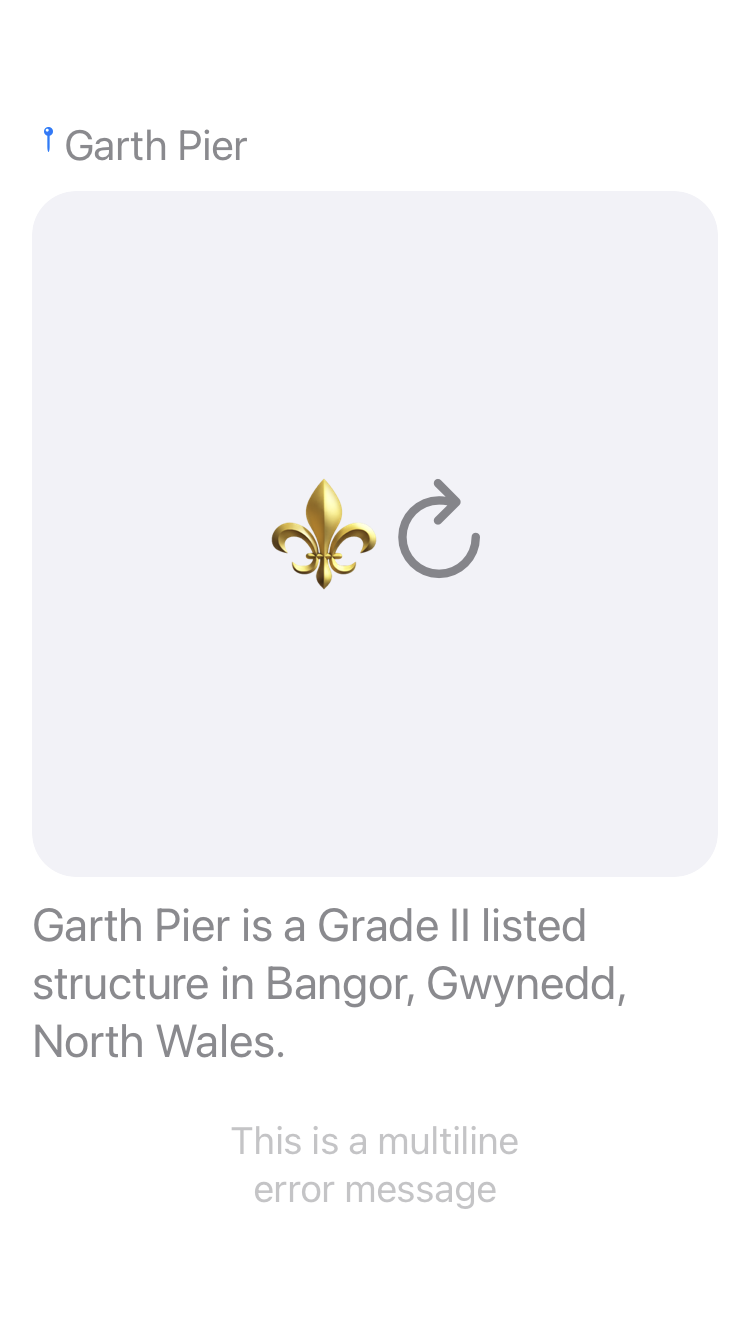 Garth Pier
Garth Pier is a Grade II listed
structure in Bangor, Gwynedd,
North Wales.
This is a multiline
error message